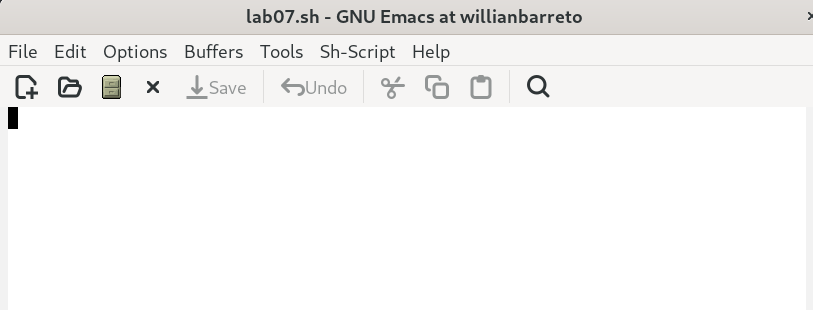 lab07.sh - GNU Emacs at willianbarreto
File Edit Options Buffers Tools Sh-Script Help
Save Undo